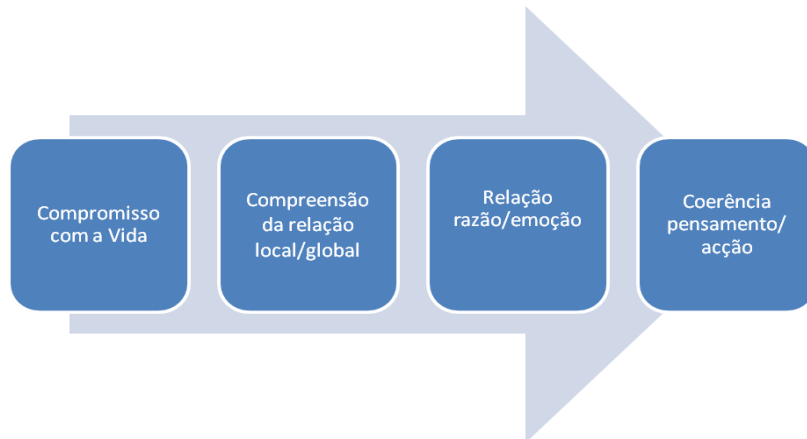 Compromisso
com a Vida
Compreensão
da relação
local/global
Relação
razão/emoção
Coerência
pensamento/
acção